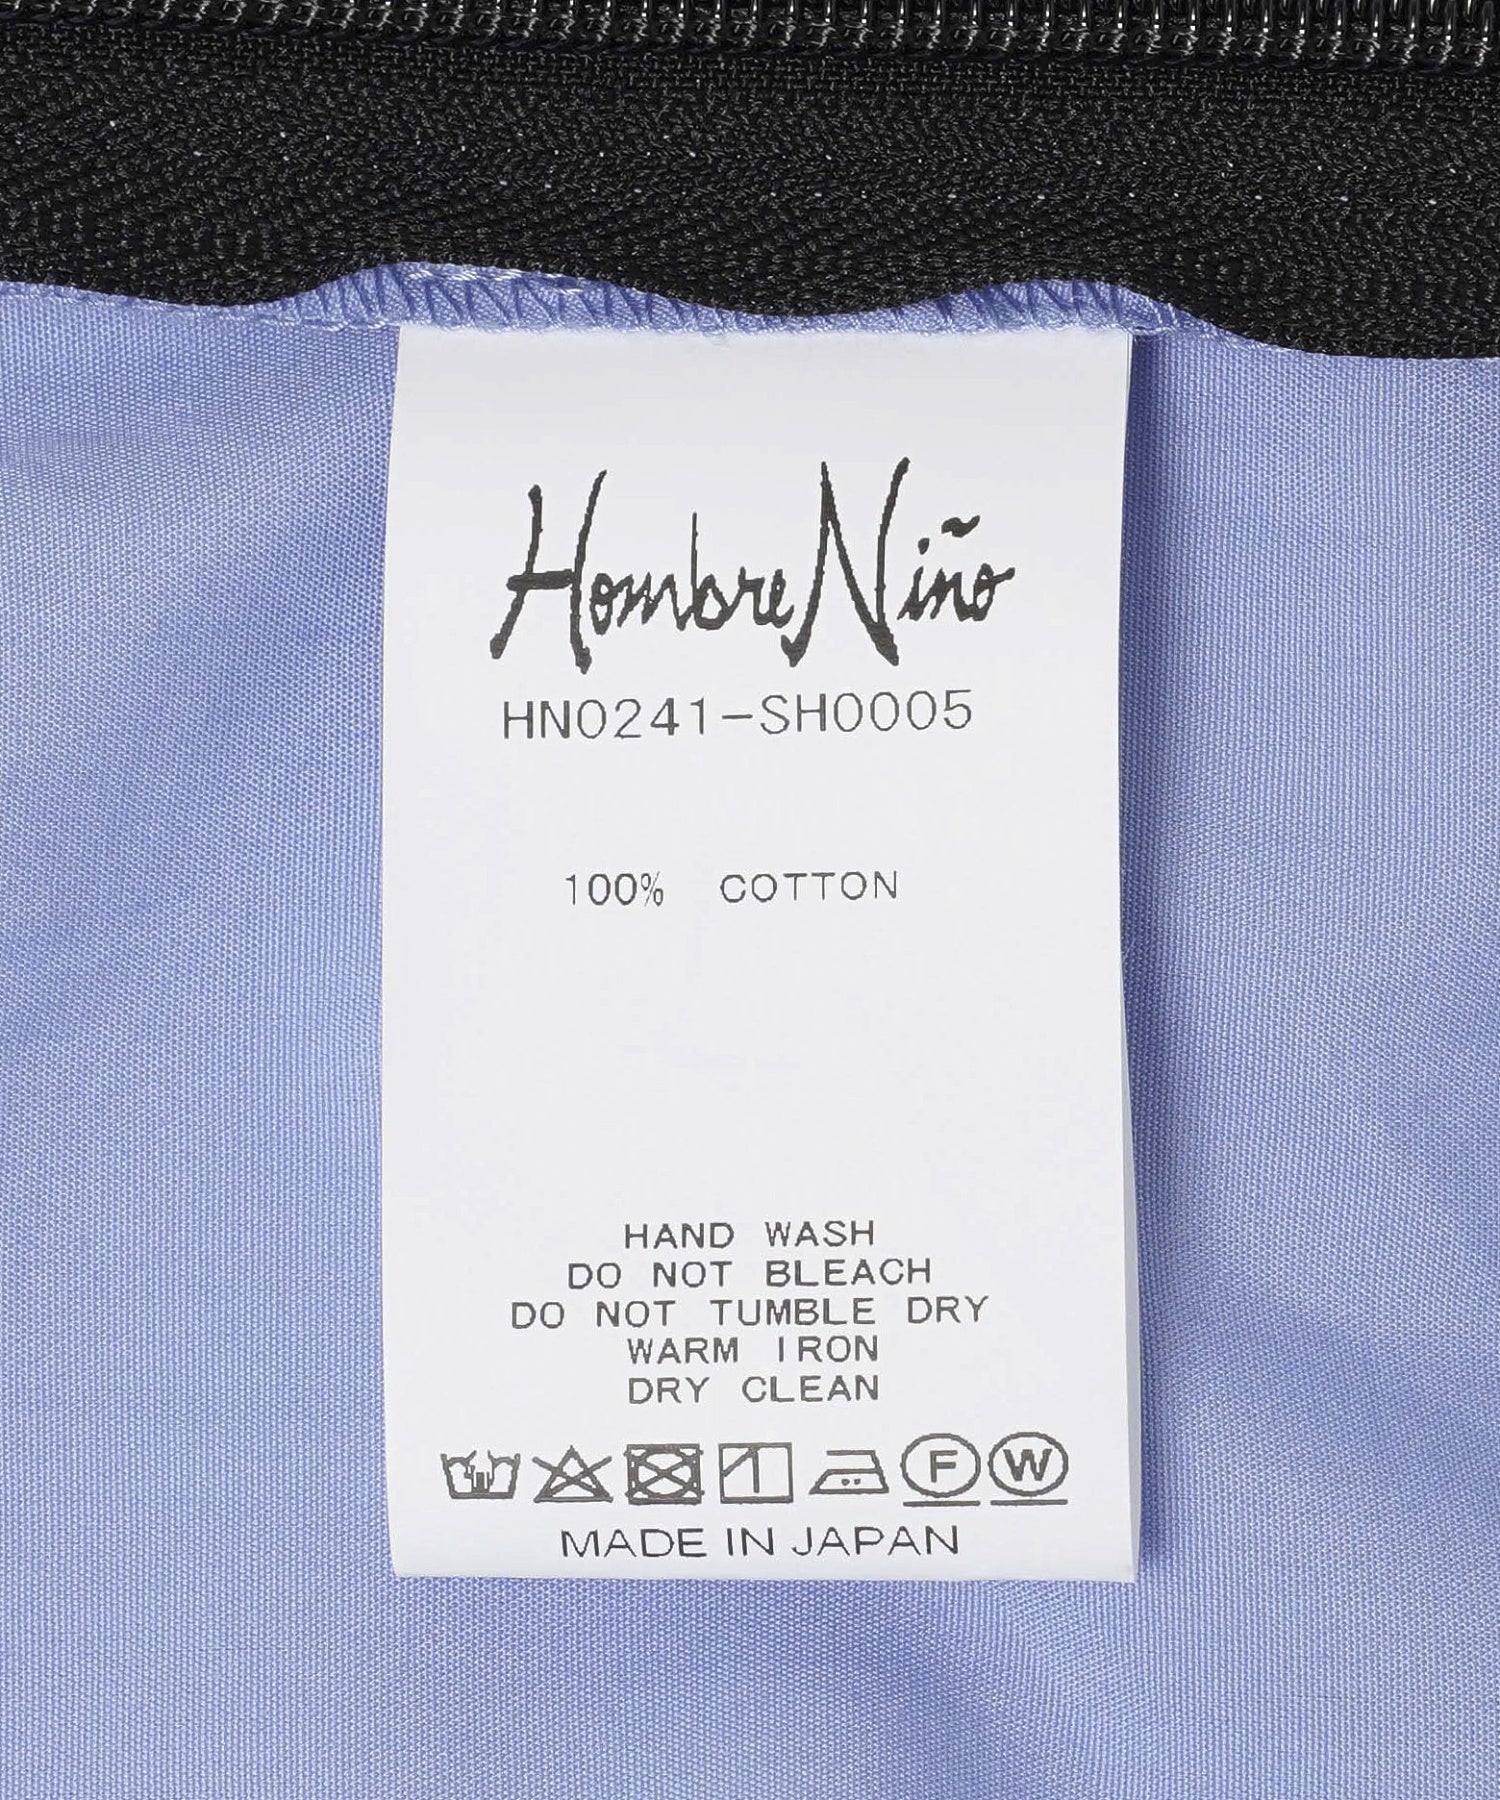 Hombre Niño
HN0241-SH0005
100% COTTON
HAND WASH
DO NOT BLEACH
DO NOT TUMBLE DRY
WARM IRON
DRY CLEAN
F W
MADE IN JAPAN